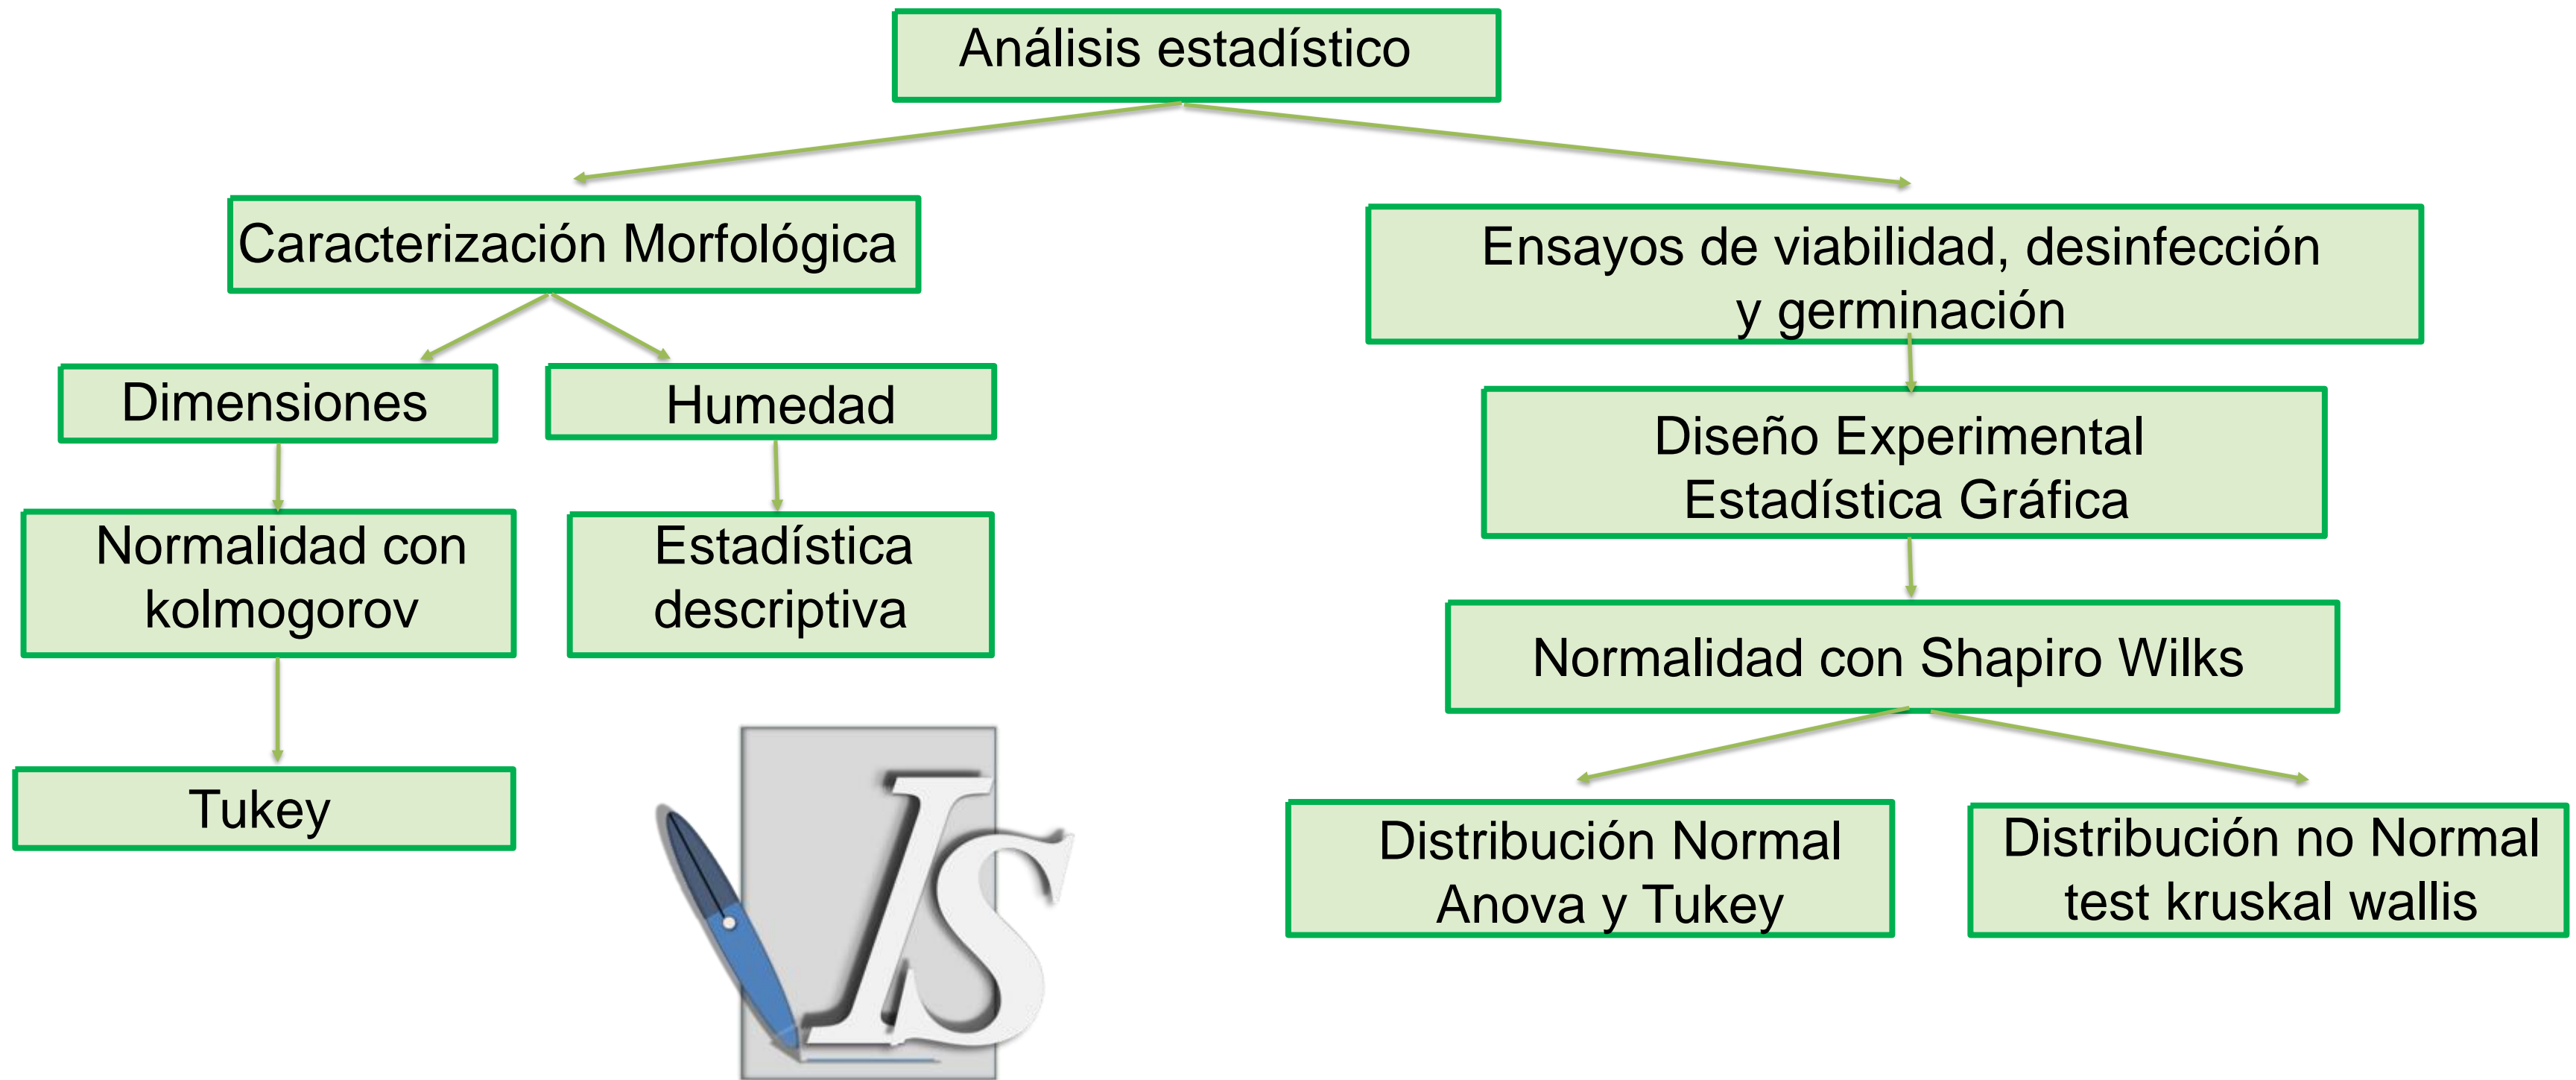 Análisis estadístico
Caracterización Morfológica
Ensayos de viabilidad, desinfección
y germinación
Dimensiones
Humedad
Diseño Experimental
Estadística Gráfica
Normalidad con
kolmogorov
Estadística
descriptiva
Normalidad con Shapiro Wilks
Tukey
Distribución Normal
Anova y Tukey
Distribución no Normal
test kruskal wallis
IS